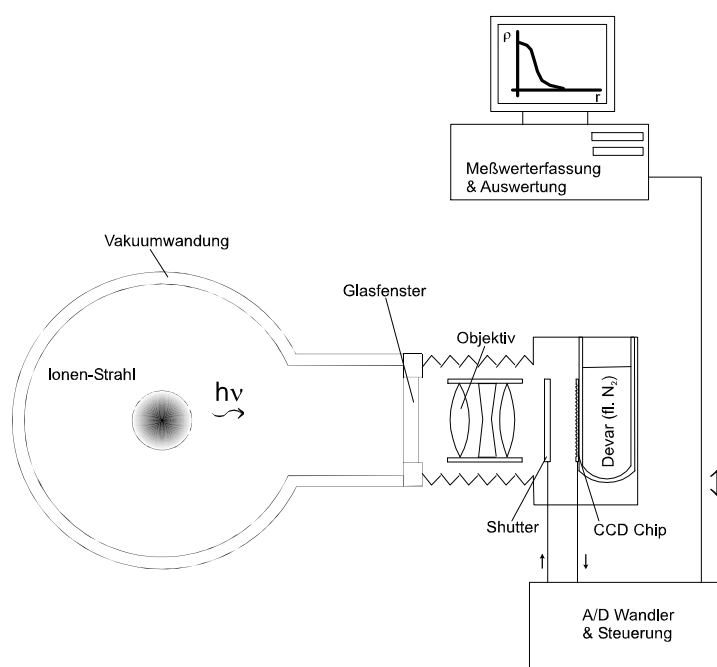 ρ
r
Meßwerterfassung
& Auswertung
Vakuumwandung
Glasfenster
Objektiv
Ionen-Strahl
hν
Devar (fl. N₂)
Shutter
CCD Chip
A/D Wandler
& Steuerung